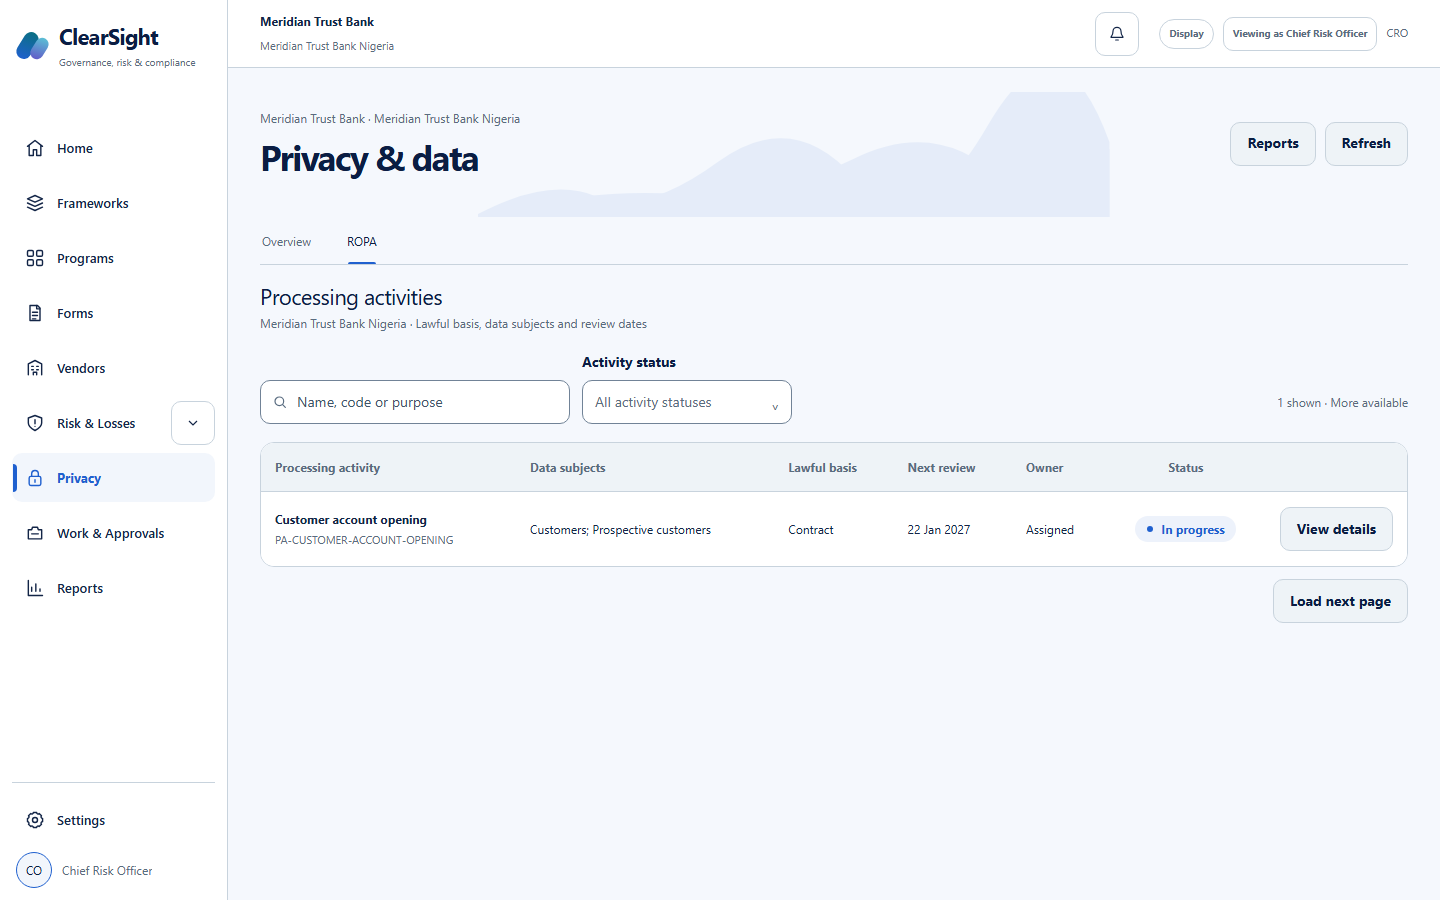 ClearSight
Governance, risk & compliance
Home
Frameworks
Programs
Forms
Vendors
Risk & Losses
Privacy
Work & Approvals
Reports
Settings
CO
Chief Risk Officer
Meridian Trust Bank
Meridian Trust Bank Nigeria
Display
Viewing as Chief Risk Officer
CRO
Meridian Trust Bank · Meridian Trust Bank Nigeria
Privacy & data
Reports
Refresh
Overview
ROPA
Processing activities
Meridian Trust Bank Nigeria · Lawful basis, data subjects and review dates
Activity status
Name, code or purpose
All activity statuses
1 shown · More available
Processing activity
Data subjects
Lawful basis
Next review
Owner
Status
Customer account opening
PA-CUSTOMER-ACCOUNT-OPENING
Customers; Prospective customers
Contract
22 Jan 2027
Assigned
In progress
View details
Load next page